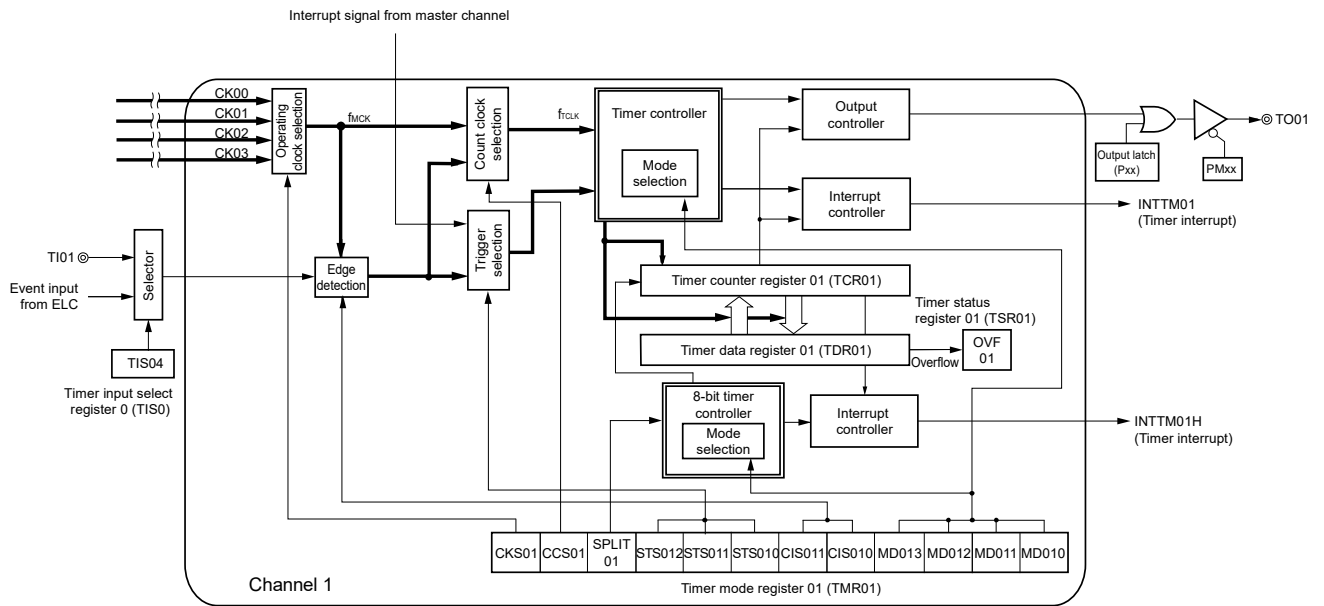 Interrupt signal from master channel
CK00
CK01
CK02
CK03
Operating
clock selection
fMCK
Count clock
selection
fTCLK
Timer controller
Mode
selection
Output
controller
Output latch
(Pxx)
PMxx
TO01
Interrupt
controller
INTTM01
(Timer interrupt)
Trigger
selection
TI01
Event input
from ELC
Selector
Edge
detection
TIS04
Timer input select
register 0 (TIS0)
Timer counter register 01 (TCR01)
Timer status
register 01 (TSR01)
Timer data register 01 (TDR01)
Overflow
OVF
01
8-bit timer
controller
Mode
selection
Interrupt
controller
INTTM01H
(Timer interrupt)
CKS01
CCS01
SPLIT
01
STS012
STS011
STS010
CIS011
CIS010
MD013
MD012
MD011
MD010
Channel 1
Timer mode register 01 (TMR01)